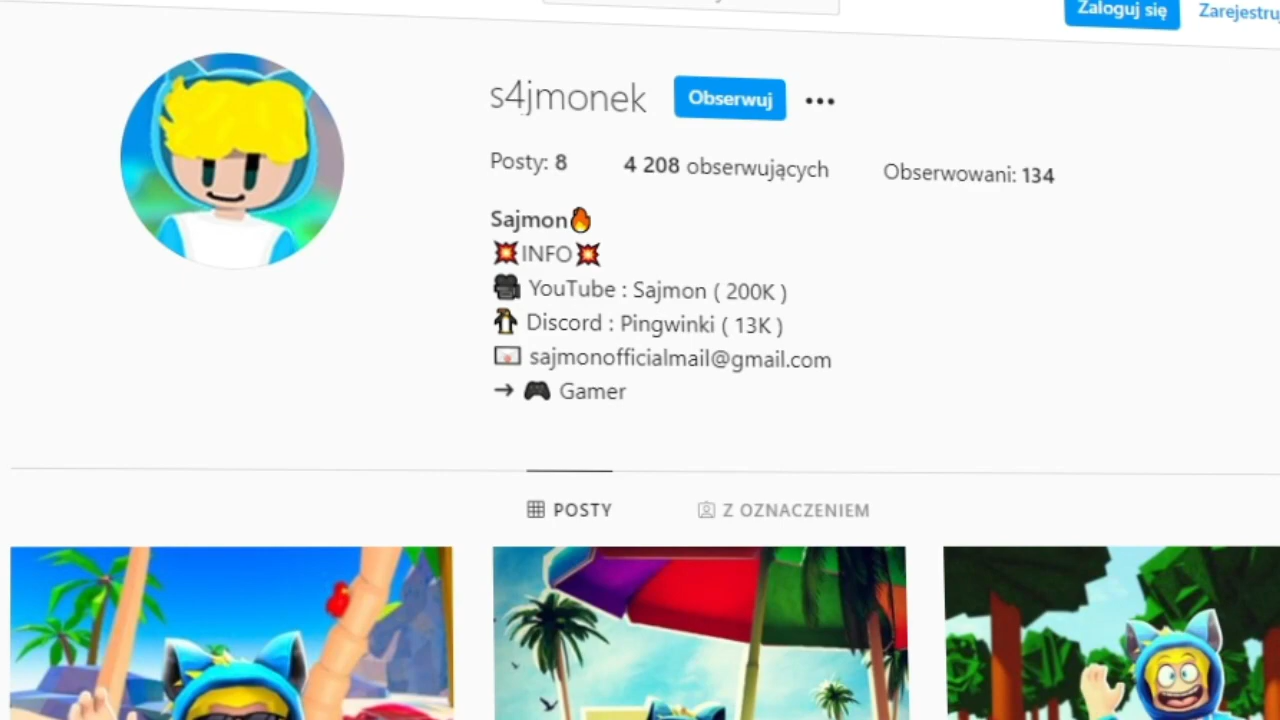 Zaloguj się
s4jmonek Obserwuj
Posty: 8 4 208 obserwujących Obserwowani: 134
Sajmon🔥
💥INFO💥
🎥 YouTube : Sajmon ( 200K )
🐧 Discord : Pingwinki ( 13K )
💌 sajmonofficialmail@gmail.com
→ 🎮 Gamer
POSTY Z OZNACZENIEM